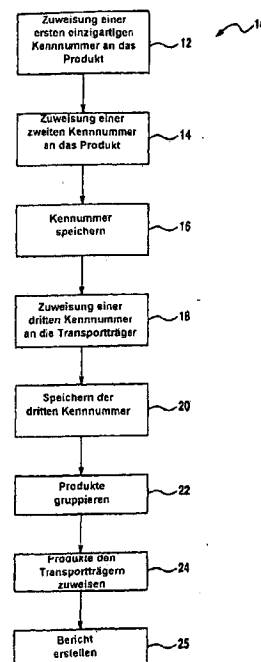 Zuweisung einer
ersten einzigartigen
Kennnummer an das
Produkt
12
Zuweisung einer
zweiten Kennnummer
an das Produkt
14
Kennummer
speichern
16
Zuweisung einer
dritten Kennnummer
an die Transportträger
18
Speichern der
dritten Kennnummer
20
Produkte
gruppieren
22
Produkte den
Transportträgern
zuweisen
24
Bericht
erstellen
25